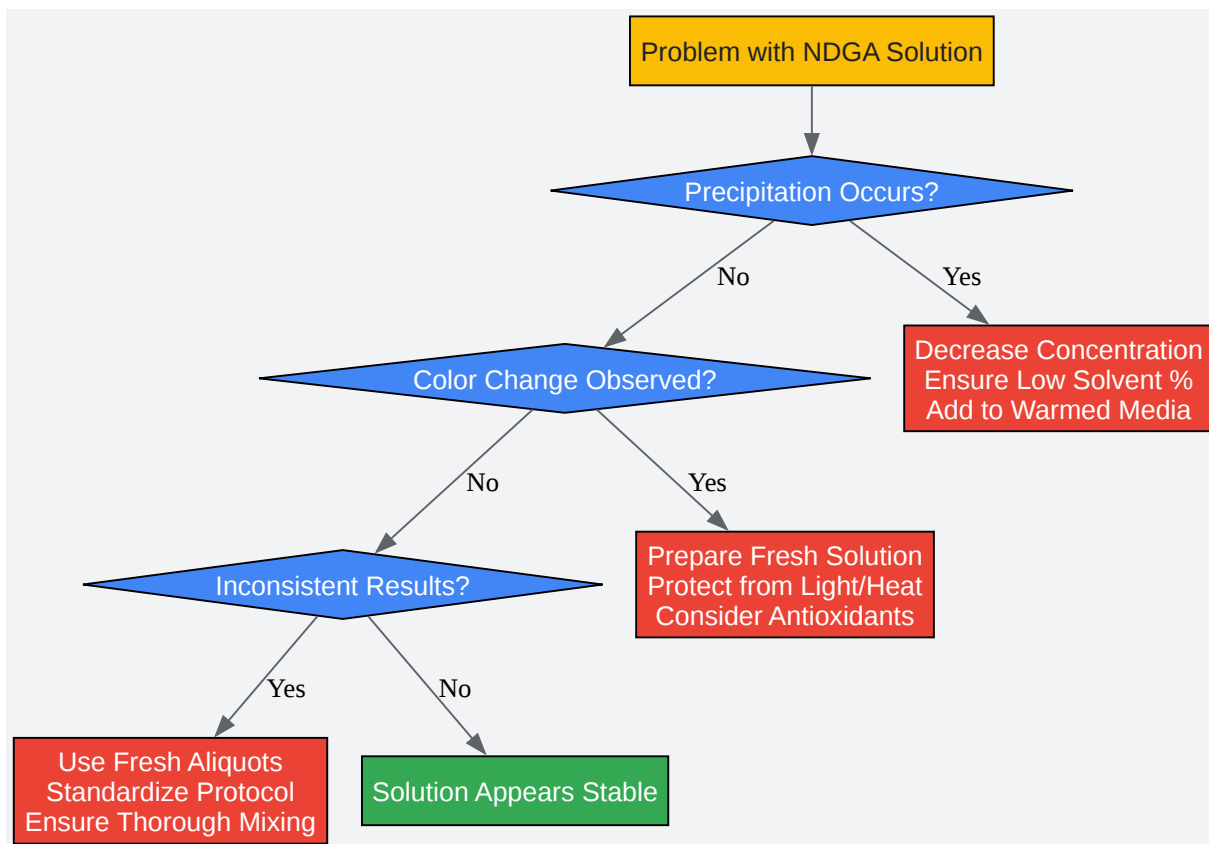 Problem with NDGA Solution
Precipitation Occurs?
No
Yes
Decrease Concentration
Ensure Low Solvent %
Add to Warmed Media
Color Change Observed?
No
Yes
Prepare Fresh Solution
Protect from Light/Heat
Consider Antioxidants
Inconsistent Results?
Yes
No
Use Fresh Aliquots
Standardize Protocol
Ensure Thorough Mixing
Solution Appears Stable